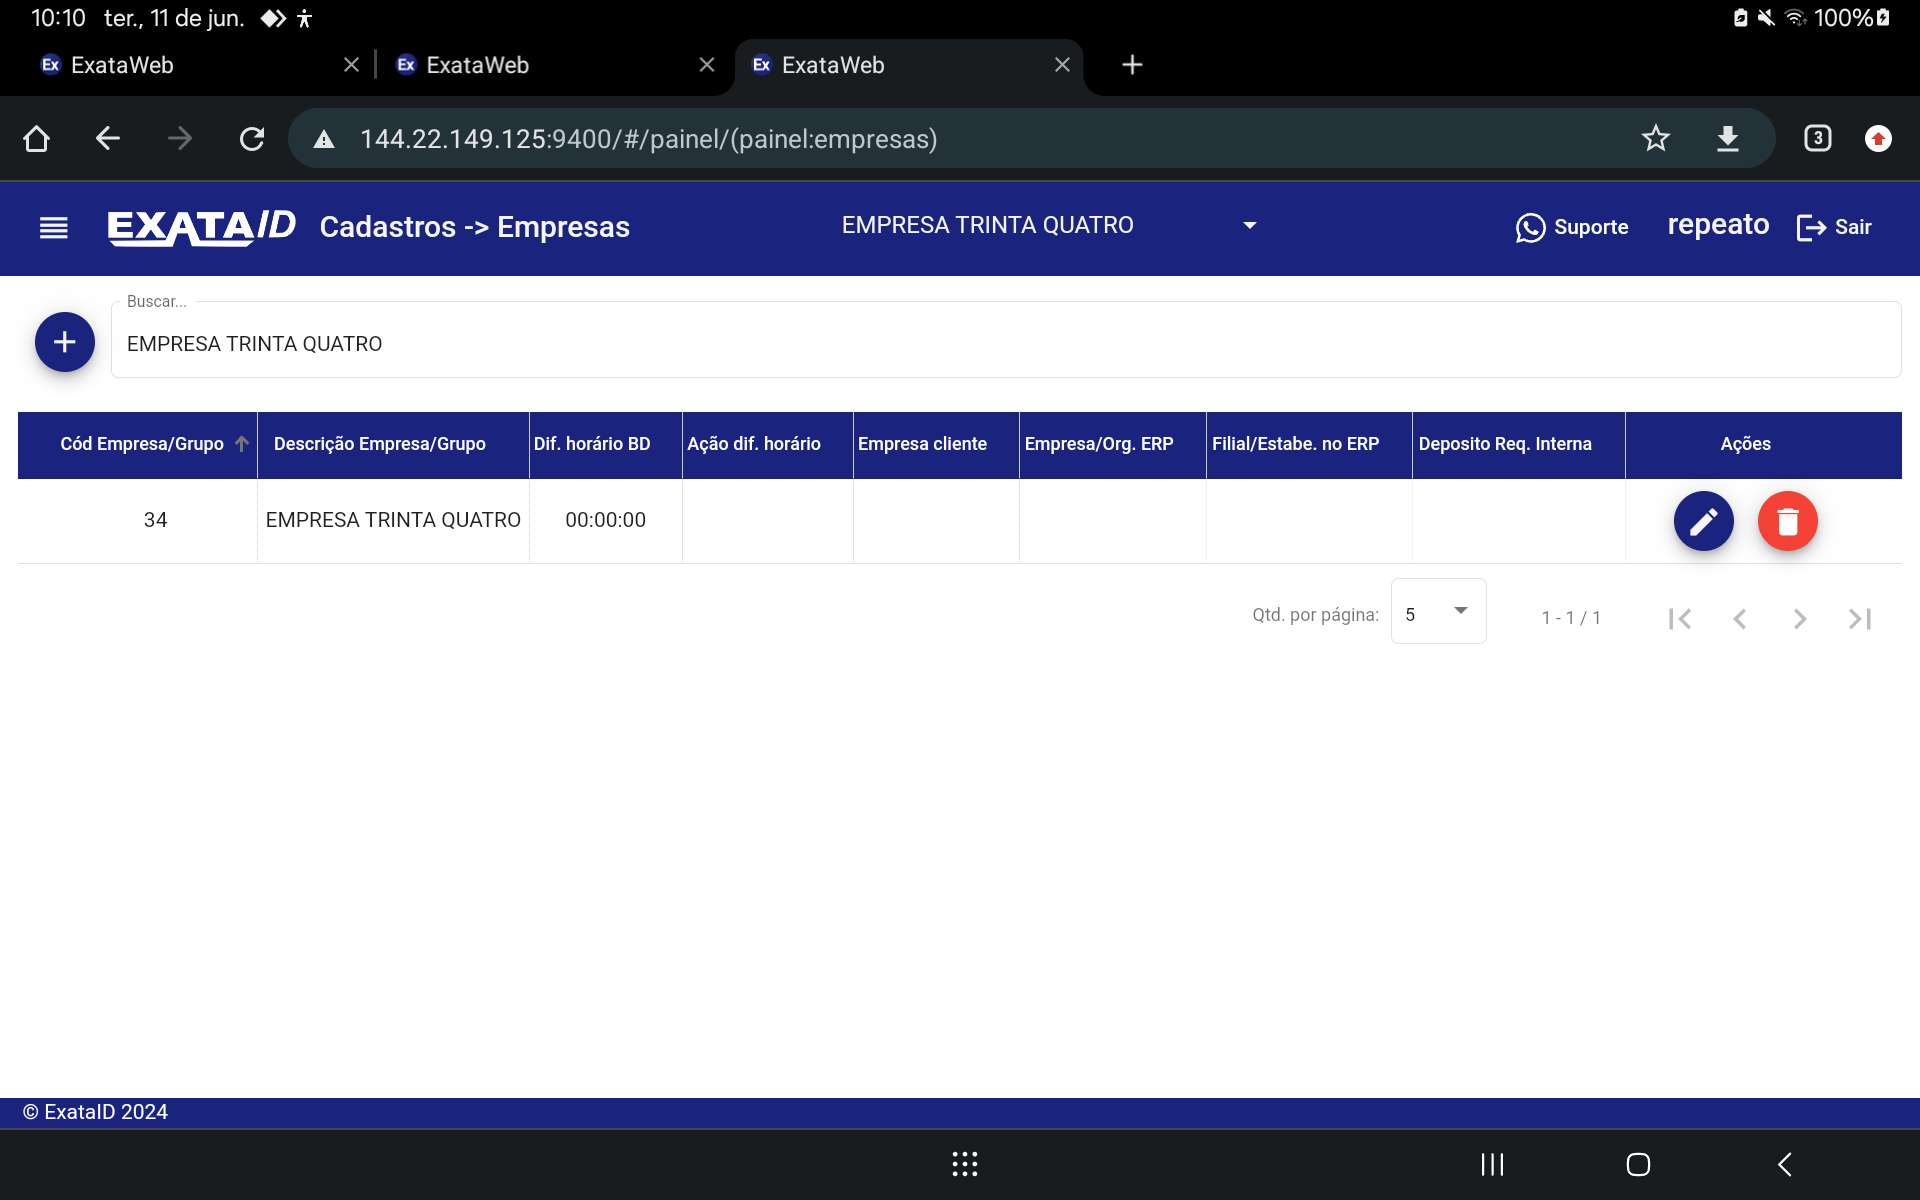 10:10 ter., 11 de jun. 100%
Ex ExataWeb Ex ExataWeb Ex ExataWeb
144.22.149.125:9400/#/painel/(painel:empresas) 3
EXATAID Cadastros -> Empresas EMPRESA TRINTA QUATRO Suporte repeato Sair
Buscar...
EMPRESA TRINTA QUATRO
Cód Empresa/Grupo Descrição Empresa/Grupo Dif. horário BD Ação dif. horário Empresa cliente Empresa/Org. ERP Filial/Estabe. no ERP Deposito Req. Interna Ações
34 EMPRESA TRINTA QUATRO 00:00:00
Qtd. por página: 5 1 - 1 / 1
© ExataID 2024